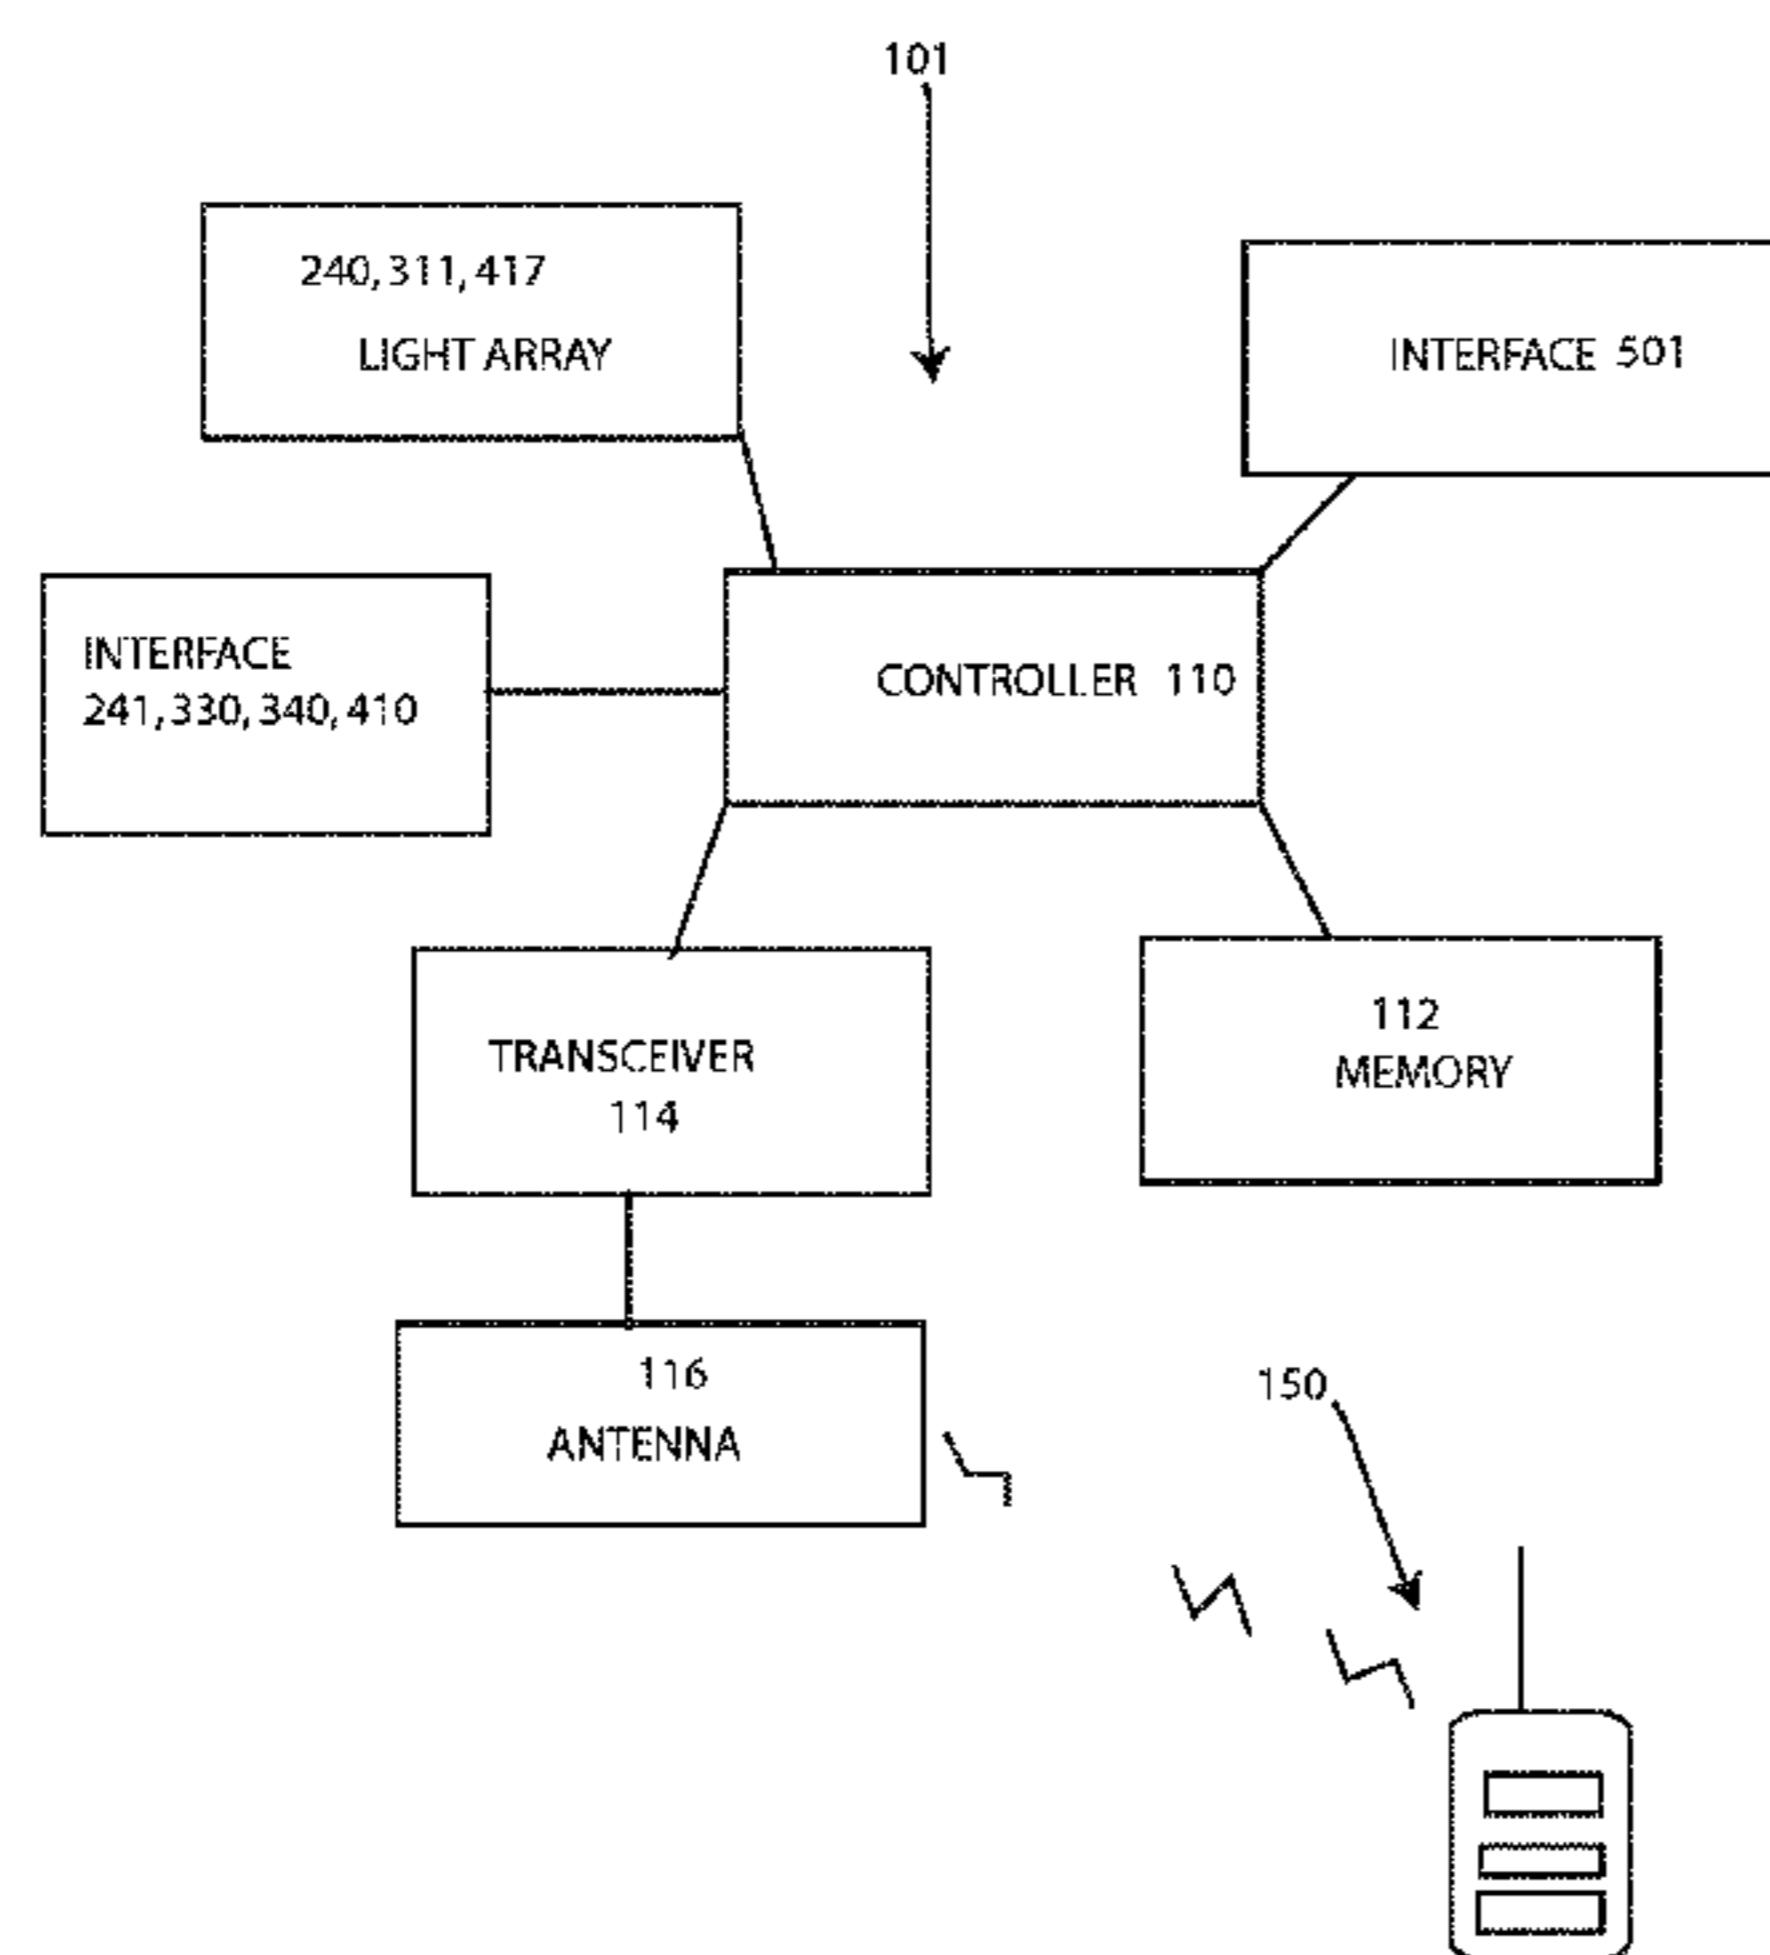 101
240, 311, 417
LIGHT ARRAY
INTERFACE 501
INTERFACE
241, 330, 340, 410
CONTROLLER 110
TRANSCEIVER
114
112
MEMORY
116
ANTENNA
150